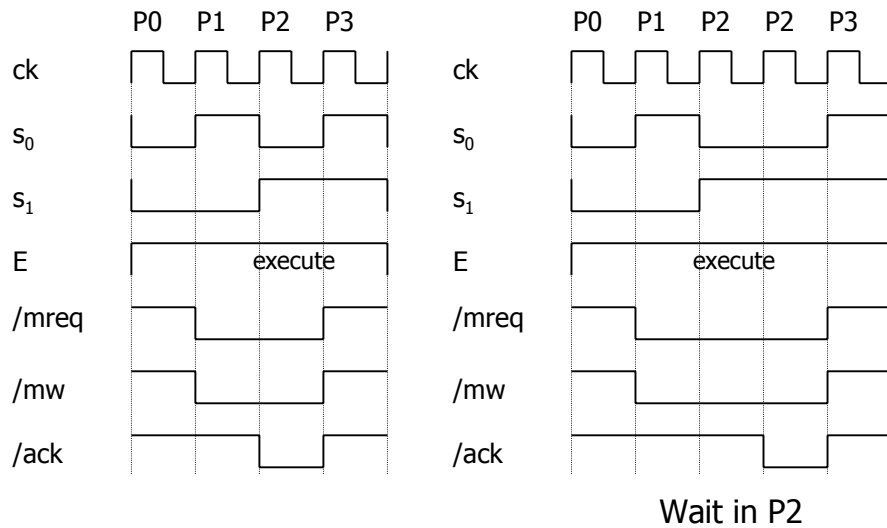 P0 P1 P2 P3
P0 P1 P2 P2 P3
ck
ck
s₀
s₀
s₁
s₁
E
execute
E
execute
/mreq
/mreq
/mw
/mw
/ack
/ack
Wait in P2